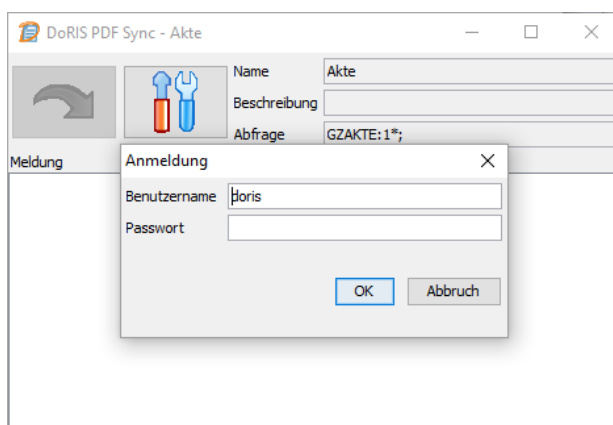 DoRIS PDF Sync - Akte
Name Akte
Beschreibung
Abfrage GZAKTE:1*;
Meldung
Anmeldung
Benutzername doris
Passwort
OK Abbruch